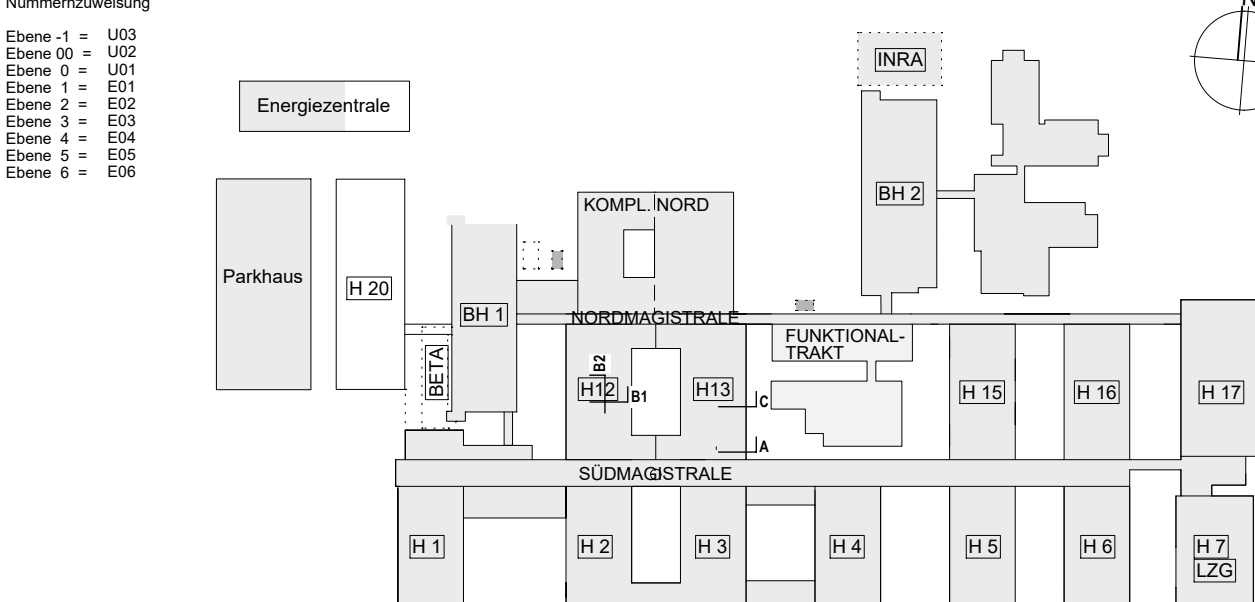 Nummernzuweisung
Ebene -1 = U03
Ebene 00 = U02
Ebene 0 = U01
Ebene 1 = E01
Ebene 2 = E02
Ebene 3 = E03
Ebene 4 = E04
Ebene 5 = E05
Ebene 6 = E06
N
INRA
Energiezentrale
BH 2
KOMPL. NORD
Parkhaus
H 20
BH 1
NORDMAGISTRALE
FUNKTIONAL-
TRAKT
BETA
B2
H12
B1
H13
C
H 15
H 16
H 17
A
SÜDMAGISTRALE
H 1
H 2
H 3
H 4
H 5
H 6
H 7
LZG